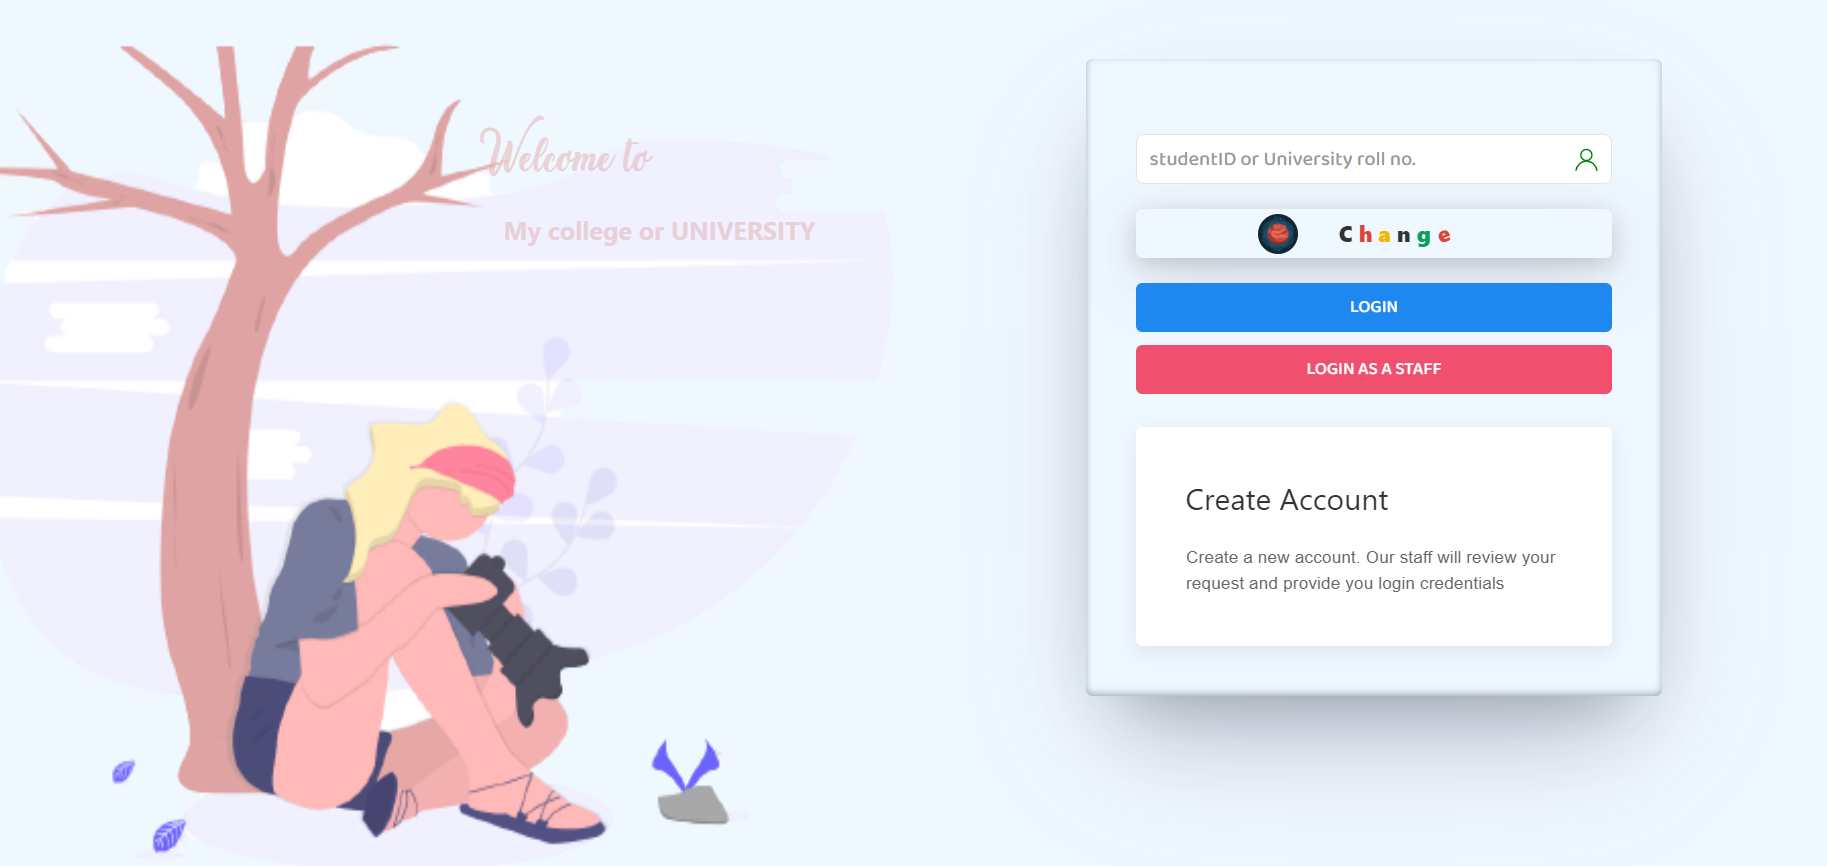 Welcome to
My college or UNIVERSITY
studentID or University roll no.
Change
LOGIN
LOGIN AS A STAFF
Create Account
Create a new account. Our staff will review your
request and provide you login credentials